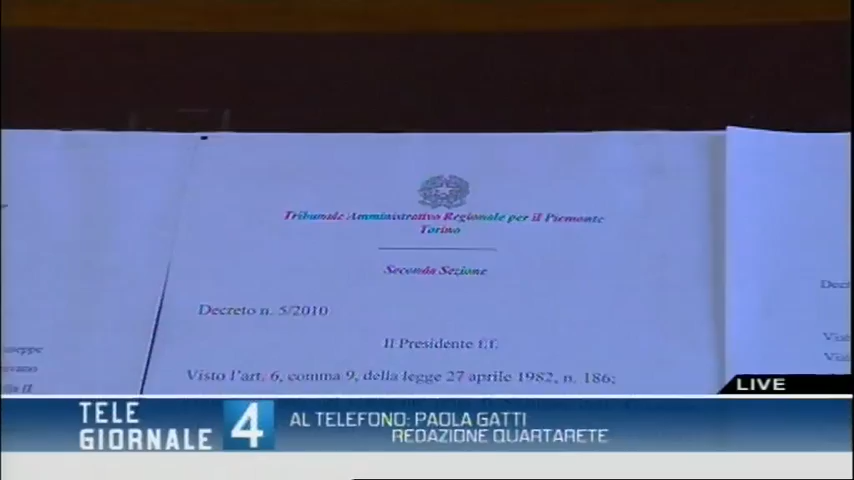 Tribunale Amministrativo Regionale per il Piemonte
Torino
Seconda Sezione
Decreto n. 5/2010
Il Presidente f.f.
Visto l'art. 6, comma 9, della legge 27 aprile 1982, n. 186;
LIVE
TELE
GIORNALE 4
AL TELEFONO: PAOLA GATTI
REDAZIONE QUARTARETE